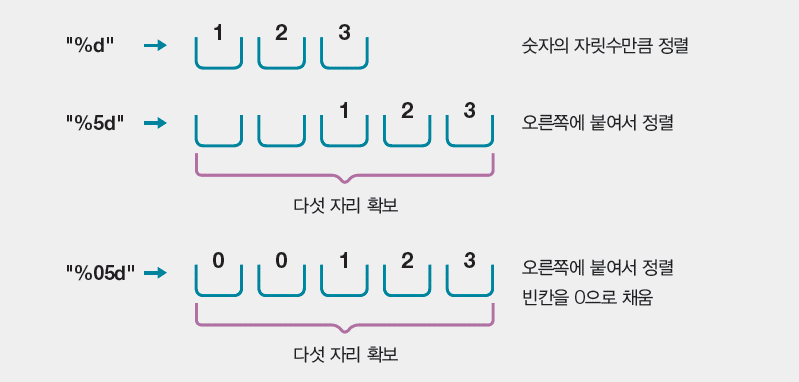 "%d" → 1 2 3 숫자의 자릿수만큼 정렬
"%5d" → 1 2 3 오른쪽에 붙여서 정렬
다섯 자리 확보
"%05d" → 0 0 1 2 3 오른쪽에 붙여서 정렬
빈칸을 0으로 채움
다섯 자리 확보